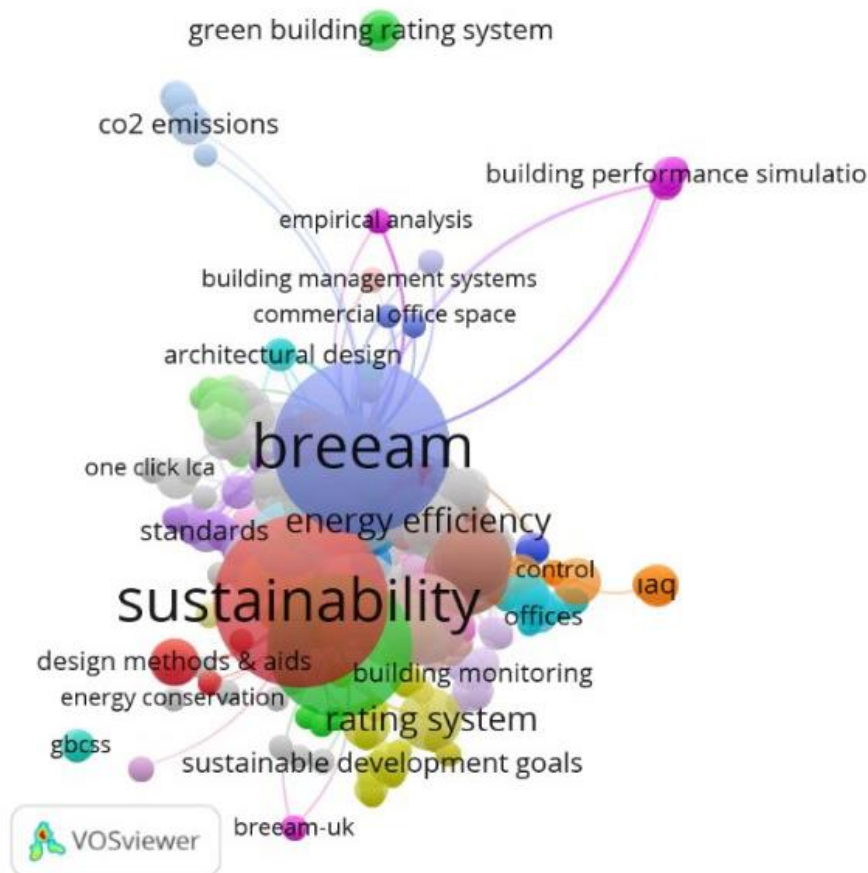 green building rating system
co2 emissions
building performance simulatio
empirical analysis
building management systems
commercial office space
architectural design
breeam
one click lca
energy efficiency
standards
sustainability
control
ıaq
offices
design methods & aids
building monitoring
energy conservation
rating system
gbcss
sustainable development goals
breeam-uk
VOSviewer